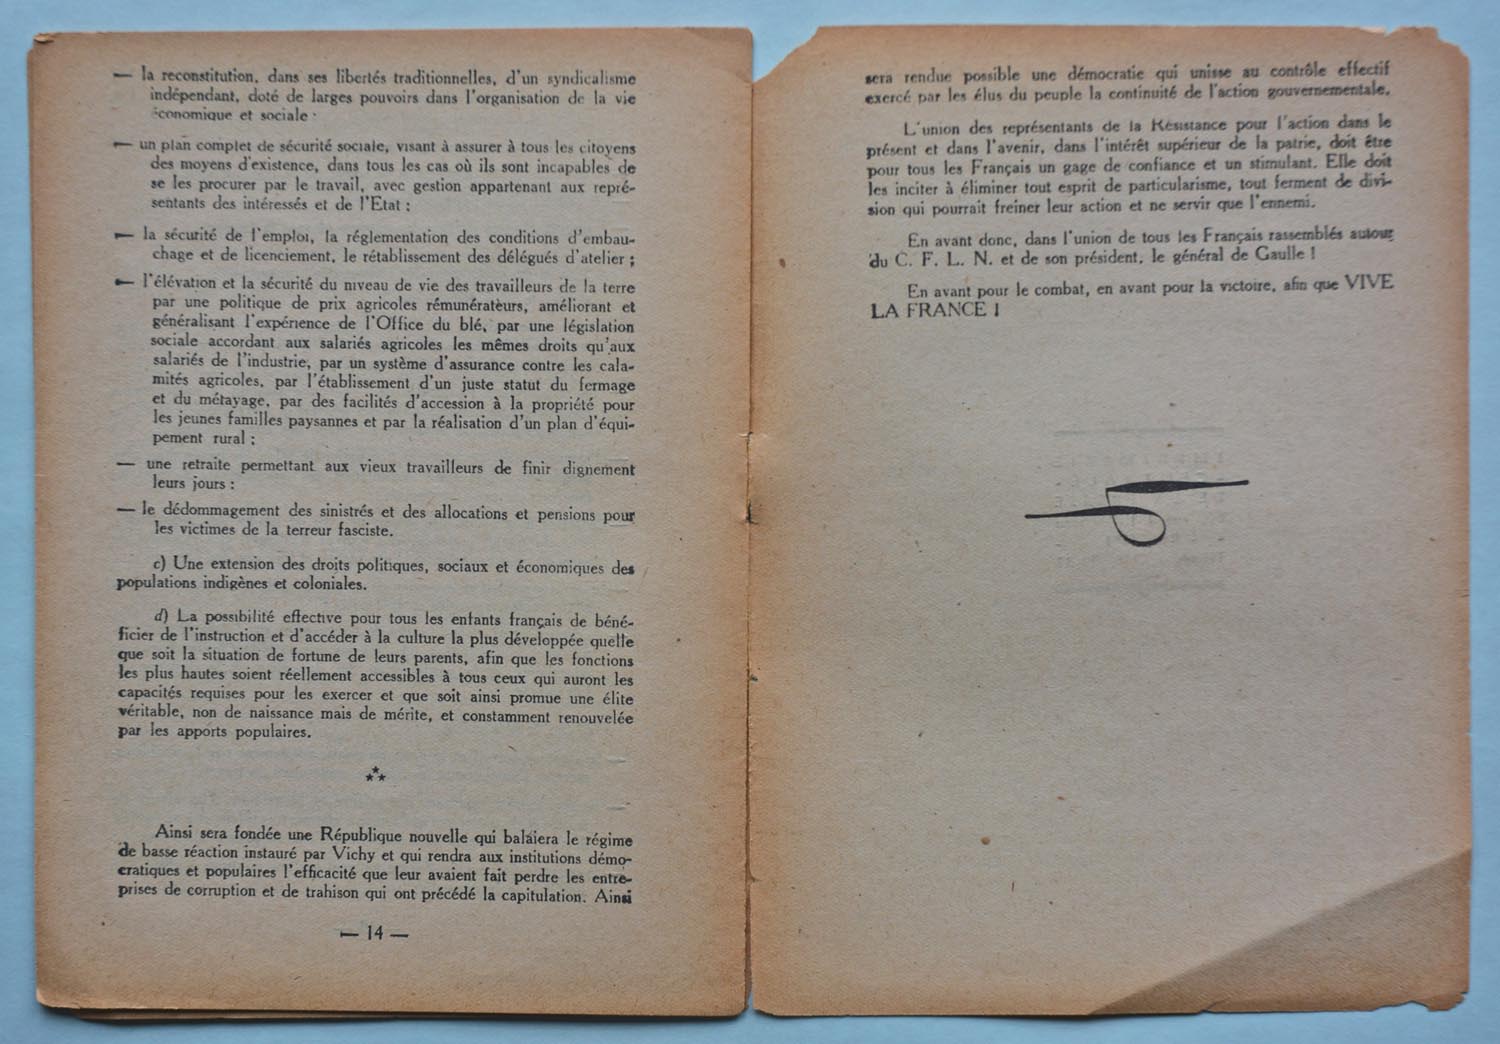 — la reconstitution, dans ses libertés traditionnelles, d'un syndicalisme
indépendant, doté de larges pouvoirs dans l'organisation de la vie
économique et sociale ;
— un plan complet de sécurité sociale, visant à assurer à tous les citoyens
des moyens d'existence, dans tous les cas où ils sont incapables de
se les procurer par le travail, avec gestion appartenant aux repré-
sentants des intéressés et de l'Etat ;
— la sécurité de l'emploi, la réglementation des conditions d'embau-
chage et de licenciement, le rétablissement des délégués d'atelier ;
— l'élévation et la sécurité du niveau de vie des travailleurs de la terre
par une politique de prix agricoles rémunérateurs, améliorant et
généralisant l'expérience de l'Office du blé, par une législation
sociale accordant aux salariés agricoles les mêmes droits qu'aux
salariés de l'industrie, par un système d'assurance contre les cala-
mités agricoles, par l'établissement d'un juste statut du fermage
et du métayage, par des facilités d'accession à la propriété pour
les jeunes familles paysannes et par la réalisation d'un plan d'équi-
pement rural ;
— une retraite permettant aux vieux travailleurs de finir dignement
leurs jours ;
— le dédommagement des sinistrés et des allocations et pensions pour
les victimes de la terreur fasciste.
c) Une extension des droits politiques, sociaux et économiques des
populations indigènes et coloniales.
d) La possibilité effective pour tous les enfants français de béné-
ficier de l'instruction et d'accéder à la culture la plus développée quelle
que soit la situation de fortune de leurs parents, afin que les fonctions
les plus hautes soient réellement accessibles à tous ceux qui auront les
capacités requises pour les exercer et que soit ainsi promue une élite
véritable, non de naissance mais de mérite, et constamment renouvelée
par les apports populaires.
Ainsi sera fondée une République nouvelle qui balaiera le régime
de basse réaction instauré par Vichy et qui rendra aux institutions démo-
cratiques et populaires l'efficacité que leur avaient fait perdre les entre-
prises de corruption et de trahison qui ont précédé la capitulation. Ainsi
— 14 —
sera rendue possible une démocratie qui unisse au contrôle effectif
exercé par les élus du peuple la continuité de l'action gouvernementale.
L'union des représentants de la Résistance pour l'action dans le
présent et dans l'avenir, dans l'intérêt supérieur de la patrie, doit être
pour tous les Français un gage de confiance et un stimulant. Elle doit
les inciter à éliminer tout esprit de particularisme, tout ferment de divi-
sion qui pourrait freiner leur action et ne servir que l'ennemi.
En avant donc, dans l'union de tous les Français rassemblés autour
du C. F. L. N. et de son président, le général de Gaulle !
En avant pour le combat, en avant pour la victoire, afin que VIVE
LA FRANCE !